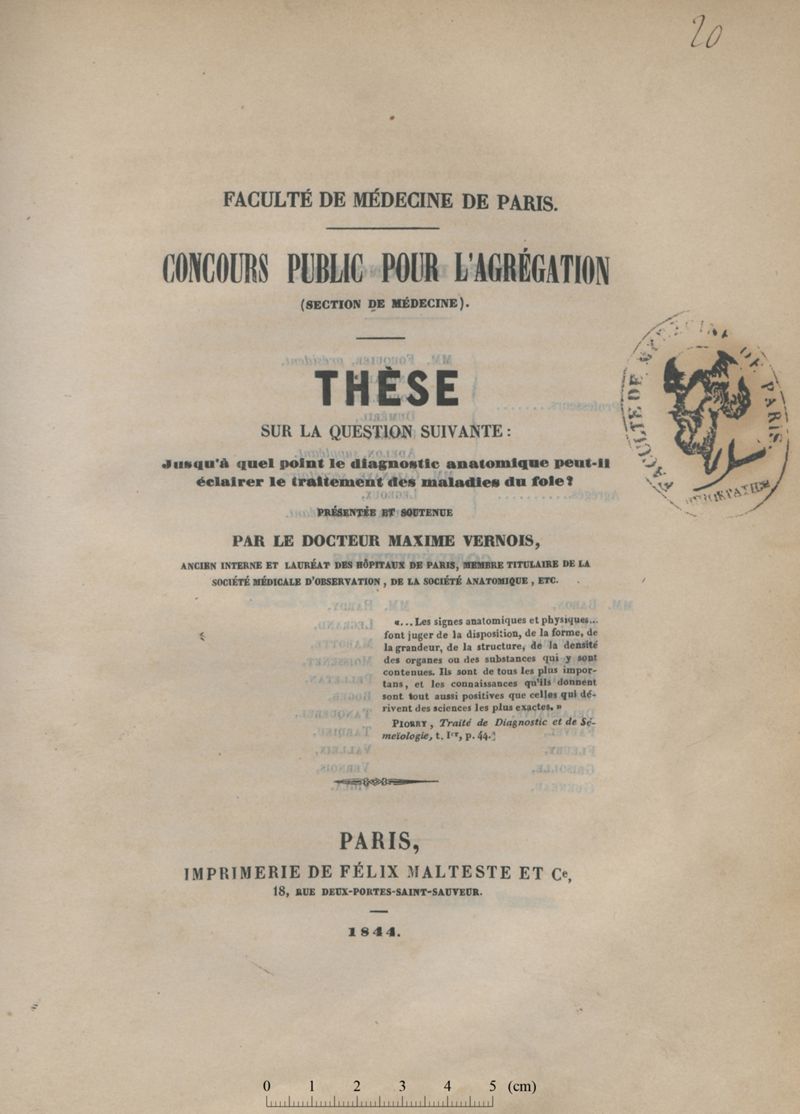 20
FACULTÉ DE MÉDECINE DE PARIS.
CONCOURS PUBLIC POUR L'AGRÉGATION
(SECTION DE MÉDECINE).
THÈSE
SUR LA QUESTION SUIVANTE :
Jusqu'à quel point le diagnostic anatomique peut-il
éclairer le traitement des maladies du foie?
PRÉSENTÉE ET SOUTENUE
PAR LE DOCTEUR MAXIME VERNOIS,
ANCIEN INTERNE ET LAURÉAT DES HÔPITAUX DE PARIS, MEMBRE TITULAIRE DE LA
SOCIÉTÉ MÉDICALE D'OBSERVATION, DE LA SOCIÉTÉ ANATOMIQUE, ETC.
«... Les signes anatomiques et physiques...
font juger de la disposition, de la forme, de
la grandeur, de la structure, de la densité
des organes ou des substances qui y sont
contenues. Ils sont de tous les plus impor-
tans, et les connaissances qu'ils donnent
sont tout aussi positives que celles qui dé-
rivent des sciences les plus exactes. »
PIORRY, Traité de Diagnostic et de Sé-
meïologie, t. Ier, p. 44.
PARIS,
IMPRIMERIE DE FÉLIX MALTESTE ET Ce,
18, RUE DEUX-PORTES-SAINT-SAUVEUR.
1844.
FACULTÉ DE MÉDECINE DE PARIS.
0 1 2 3 4 5 (cm)